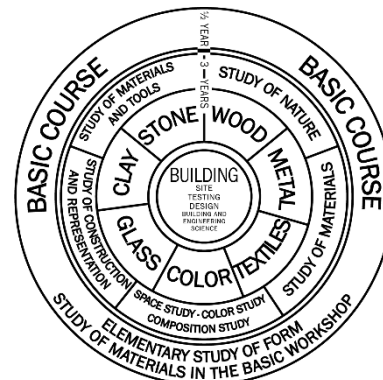 BASIC COURSE
BASIC COURSE
½ YEAR
3 — YEARS
STUDY OF MATERIALS
AND TOOLS
STUDY OF NATURE
STUDY OF MATERIALS
SPACE STUDY - COLOR STUDY
COMPOSITION STUDY
STUDY OF CONSTRUCTION
AND REPRESENTATION
STONE
WOOD
METAL
TEXTILES
COLOR
GLASS
CLAY
BUILDING
SITE
TESTING
DESIGN
BUILDING AND
ENGINEERING
SCIENCE
ELEMENTARY STUDY OF FORM
STUDY OF MATERIALS IN THE BASIC WORKSHOP